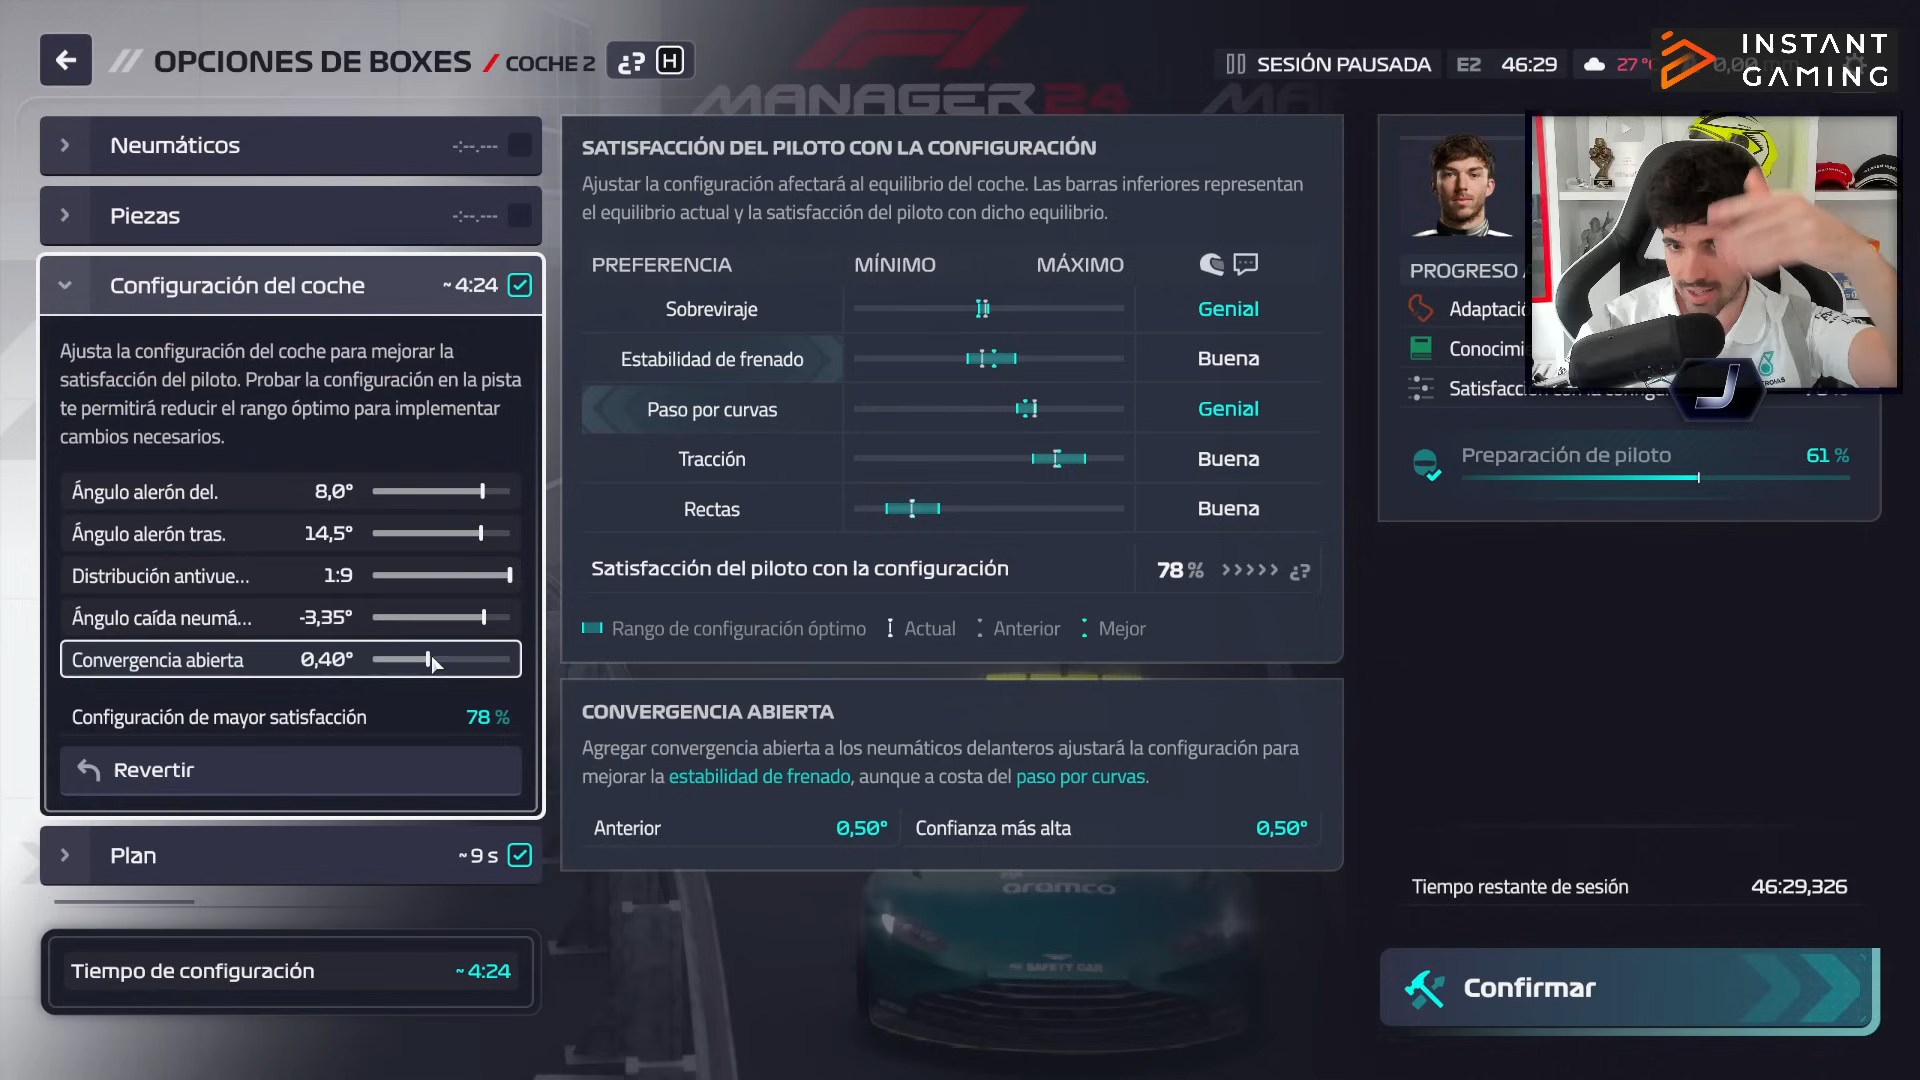 // OPCIONES DE BOXES / COCHE 2 ¿? H
SESIÓN PAUSADA E2 46:29 27°
INSTANT
GAMING
MANAGER 24
Neumáticos -:--.---
Piezas -:--.---
Configuración del coche ~4:24
Ajusta la configuración del coche para mejorar la
satisfacción del piloto. Probar la configuración en la pista
te permitirá reducir el rango óptimo para implementar
cambios necesarios.
Ángulo alerón del. 8,0°
Ángulo alerón tras. 14,5°
Distribución antivue... 1:9
Ángulo caída neumá... -3,35°
Convergencia abierta 0,40°
Configuración de mayor satisfacción 78 %
Revertir
Plan ~9 s
Tiempo de configuración ~4:24
SATISFACCIÓN DEL PILOTO CON LA CONFIGURACIÓN
Ajustar la configuración afectará al equilibrio del coche. Las barras inferiores representan
el equilibrio actual y la satisfacción del piloto con dicho equilibrio.
PREFERENCIA MÍNIMO MÁXIMO
Sobreviraje Genial
Estabilidad de frenado Buena
Paso por curvas Genial
Tracción Buena
Rectas Buena
Satisfacción del piloto con la configuración 78 % >>>>> ¿?
Rango de configuración óptimo Actual Anterior Mejor
CONVERGENCIA ABIERTA
Agregar convergencia abierta a los neumáticos delanteros ajustará la configuración para
mejorar la estabilidad de frenado, aunque a costa del paso por curvas.
Anterior 0,50° Confianza más alta 0,50°
aramco
SAFETY CAR
PROGRESO
J
Preparación de piloto 61 %
Tiempo restante de sesión 46:29,326
Confirmar